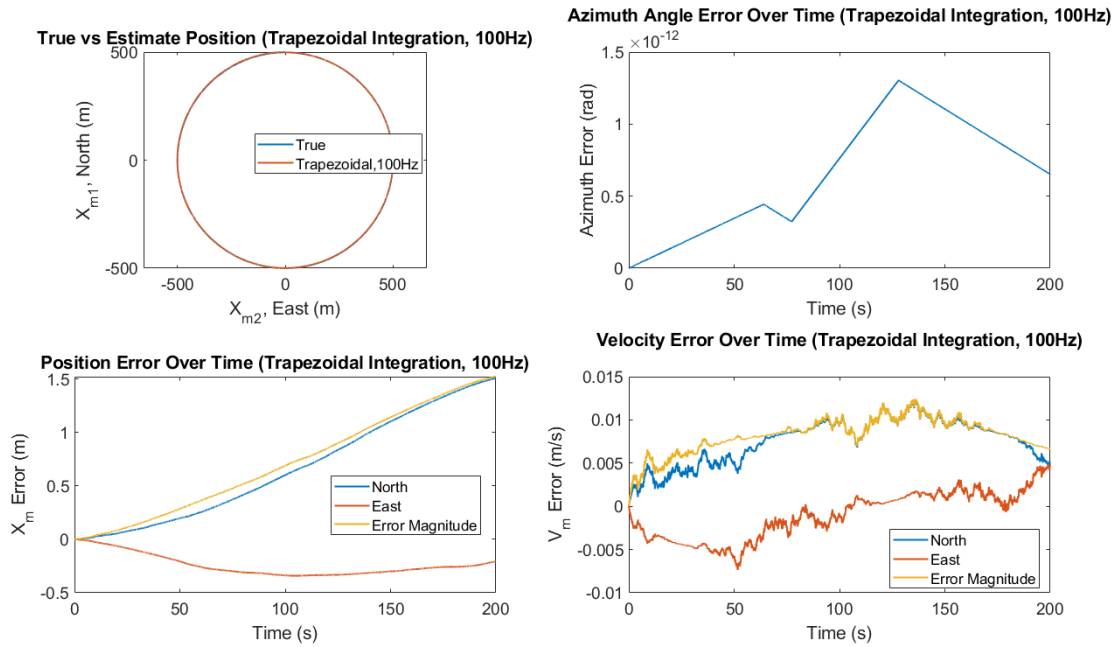 True vs Estimate Position (Trapezoidal Integration, 100Hz)
500
0
-500
X_m1, North (m)
True
Trapezoidal,100Hz
-500
0
500
X_m2, East (m)
Azimuth Angle Error Over Time (Trapezoidal Integration, 100Hz)
×10^-12
1.5
1
0.5
0
Azimuth Error (rad)
0
50
100
150
200
Time (s)
Position Error Over Time (Trapezoidal Integration, 100Hz)
1.5
1
0.5
0
-0.5
X_m Error (m)
North
East
Error Magnitude
0
50
100
150
200
Time (s)
Velocity Error Over Time (Trapezoidal Integration, 100Hz)
0.015
0.01
0.005
0
-0.005
-0.01
V_m Error (m/s)
North
East
Error Magnitude
0
50
100
150
200
Time (s)